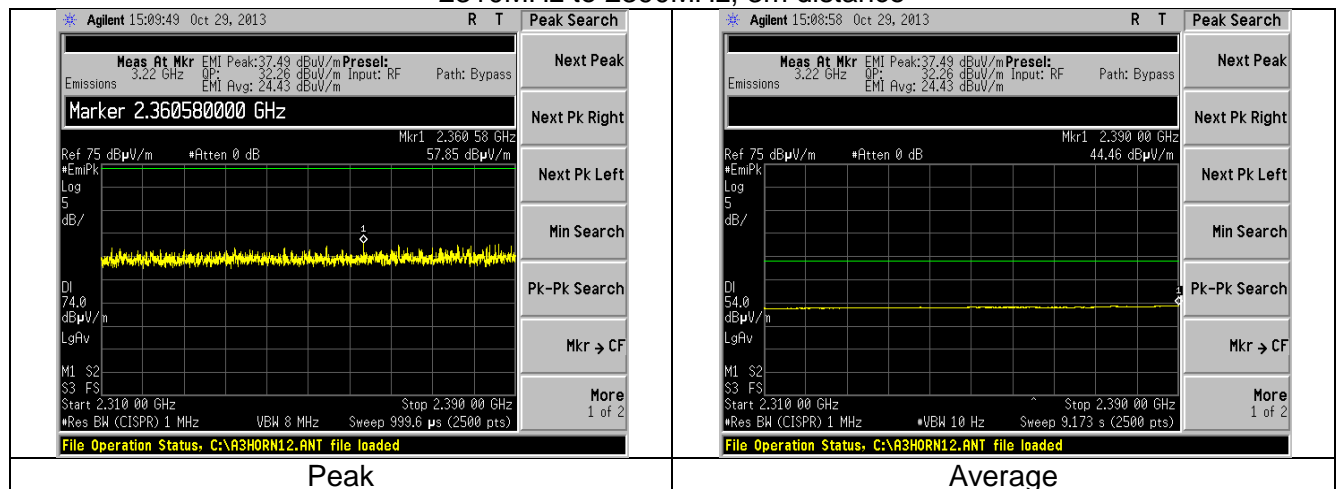 2310MHz to 2390MHz, 3m distance
Agilent 15:09:49 Oct 29, 2013 R T Peak Search
Meas At Mkr EMI Peak:37.49 dBuV/m Presel:
3.22 GHz QP: 32.26 dBuV/m Input: RF Path: Bypass
Emissions EMI Avg: 24.43 dBuV/m
Marker 2.360580000 GHz
Mkr1 2.360 58 GHz
Ref 75 dBµV/m #Atten 0 dB 57.85 dBµV/m
#EmiPk
Log
5
dB/
1
DI
74.0
dBµV/m
LgAv
M1 S2
S3 FS
Start 2.310 00 GHz Stop 2.390 00 GHz
#Res BW (CISPR) 1 MHz VBW 8 MHz Sweep 999.6 µs (2500 pts)
File Operation Status, C:\A3HORN12.ANT file loaded
Next Peak
Next Pk Right
Next Pk Left
Min Search
Pk-Pk Search
Mkr → CF
More
1 of 2
Peak
Agilent 15:08:58 Oct 29, 2013 R T Peak Search
Meas At Mkr EMI Peak:37.49 dBuV/m Presel:
3.22 GHz QP: 32.26 dBuV/m Input: RF Path: Bypass
Emissions EMI Avg: 24.43 dBuV/m
Mkr1 2.390 00 GHz
Ref 75 dBµV/m #Atten 0 dB 44.46 dBµV/m
#EmiPk
Log
5
dB/
1
DI
54.0
dBµV/m
LgAv
M1 S2
S3 FS
Start 2.310 00 GHz Stop 2.390 00 GHz
#Res BW (CISPR) 1 MHz #VBW 10 Hz Sweep 9.173 s (2500 pts)
File Operation Status, C:\A3HORN12.ANT file loaded
Next Peak
Next Pk Right
Next Pk Left
Min Search
Pk-Pk Search
Mkr → CF
More
1 of 2
Average